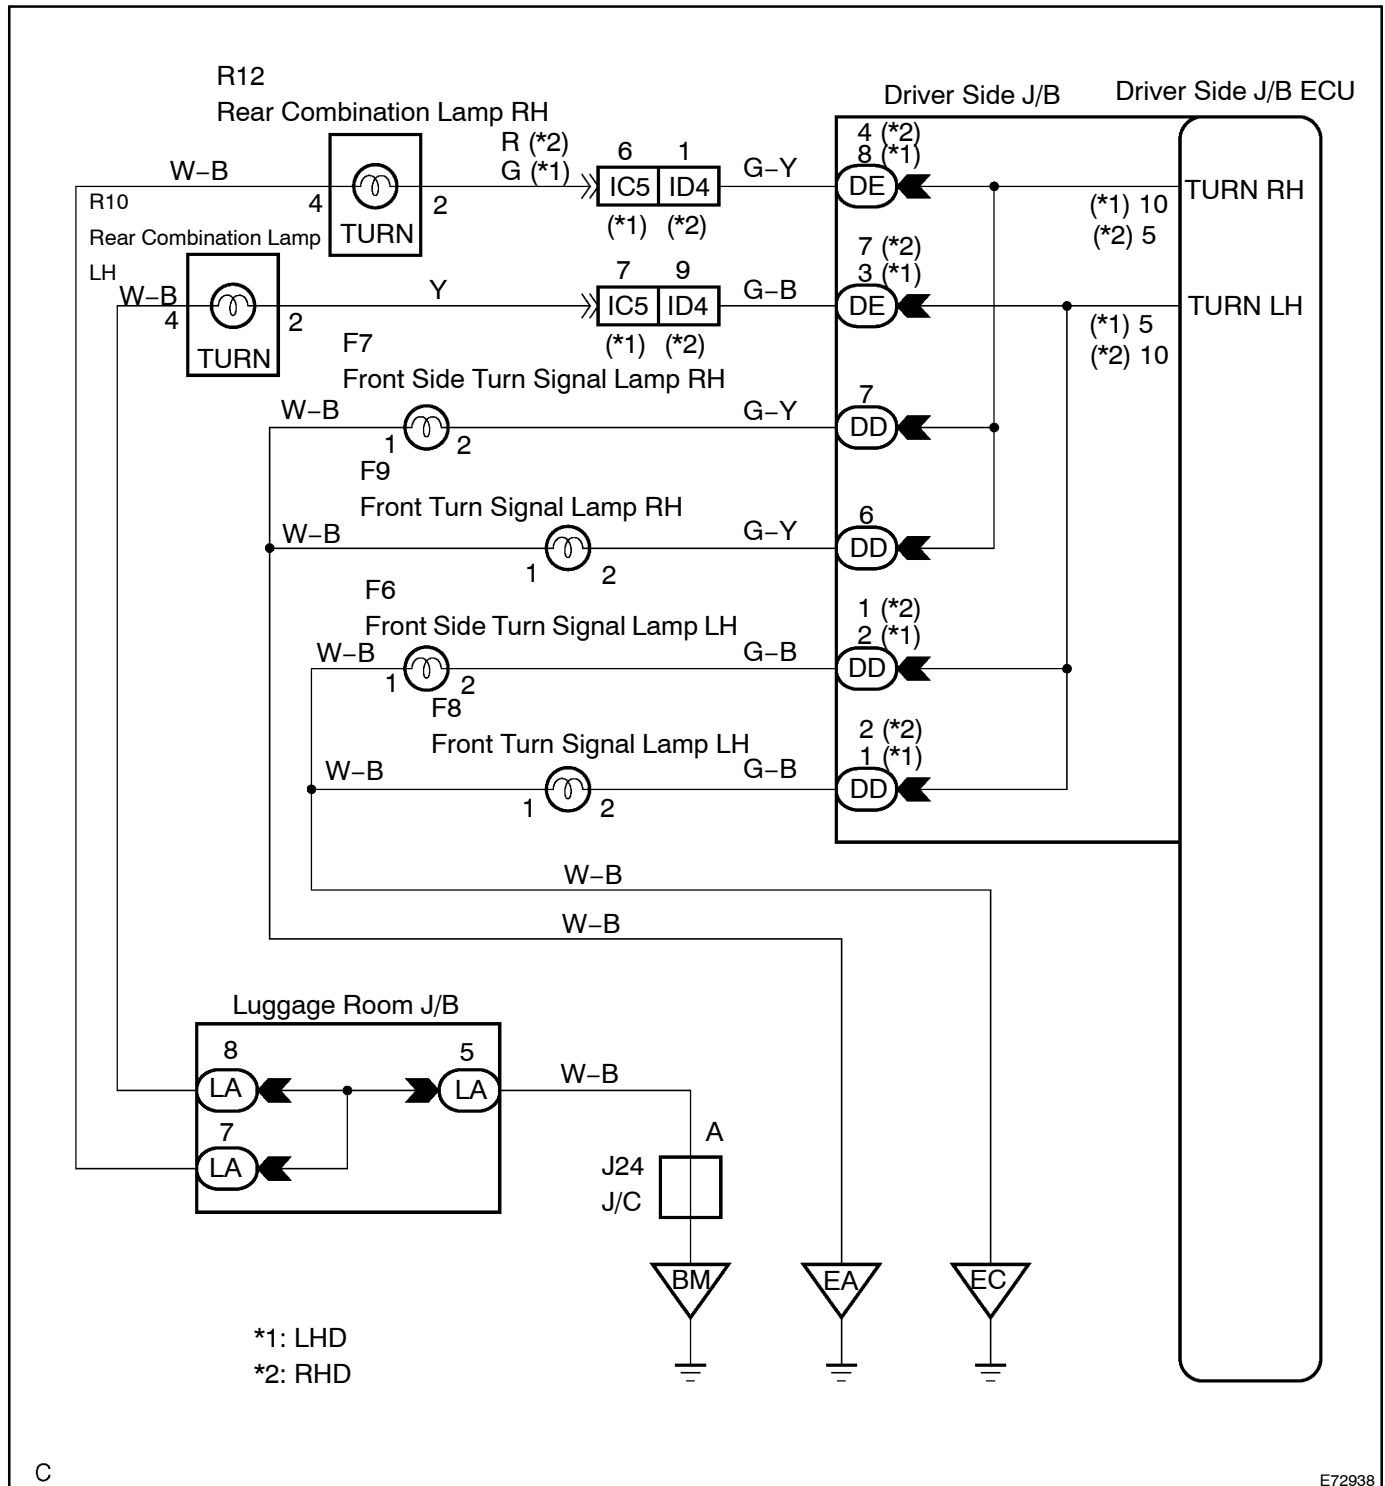 R12
Rear Combination Lamp RH
Driver Side J/B
Driver Side J/B ECU
R (*2)
G (*1)
6 1
4 (*2)
8 (*1)
W–B
4
TURN
2
IC5 ID4
(*1) (*2)
G–Y
DE
TURN RH
(*1) 10
(*2) 5
R10
Rear Combination Lamp
LH
W–B
4
TURN
2
Y
7 9
IC5 ID4
(*1) (*2)
G–B
7 (*2)
3 (*1)
DE
TURN LH
(*1) 5
(*2) 10
F7
Front Side Turn Signal Lamp RH
W–B
1 2
G–Y
7
DD
F9
Front Turn Signal Lamp RH
W–B
1 2
G–Y
6
DD
F6
Front Side Turn Signal Lamp LH
W–B
1 2
G–B
1 (*2)
2 (*1)
DD
F8
Front Turn Signal Lamp LH
W–B
1 2
G–B
2 (*2)
1 (*1)
DD
W–B
W–B
Luggage Room J/B
8
LA
5
LA
W–B
7
LA
A
J24
J/C
BM
EA
EC
*1: LHD
*2: RHD
C
E72938